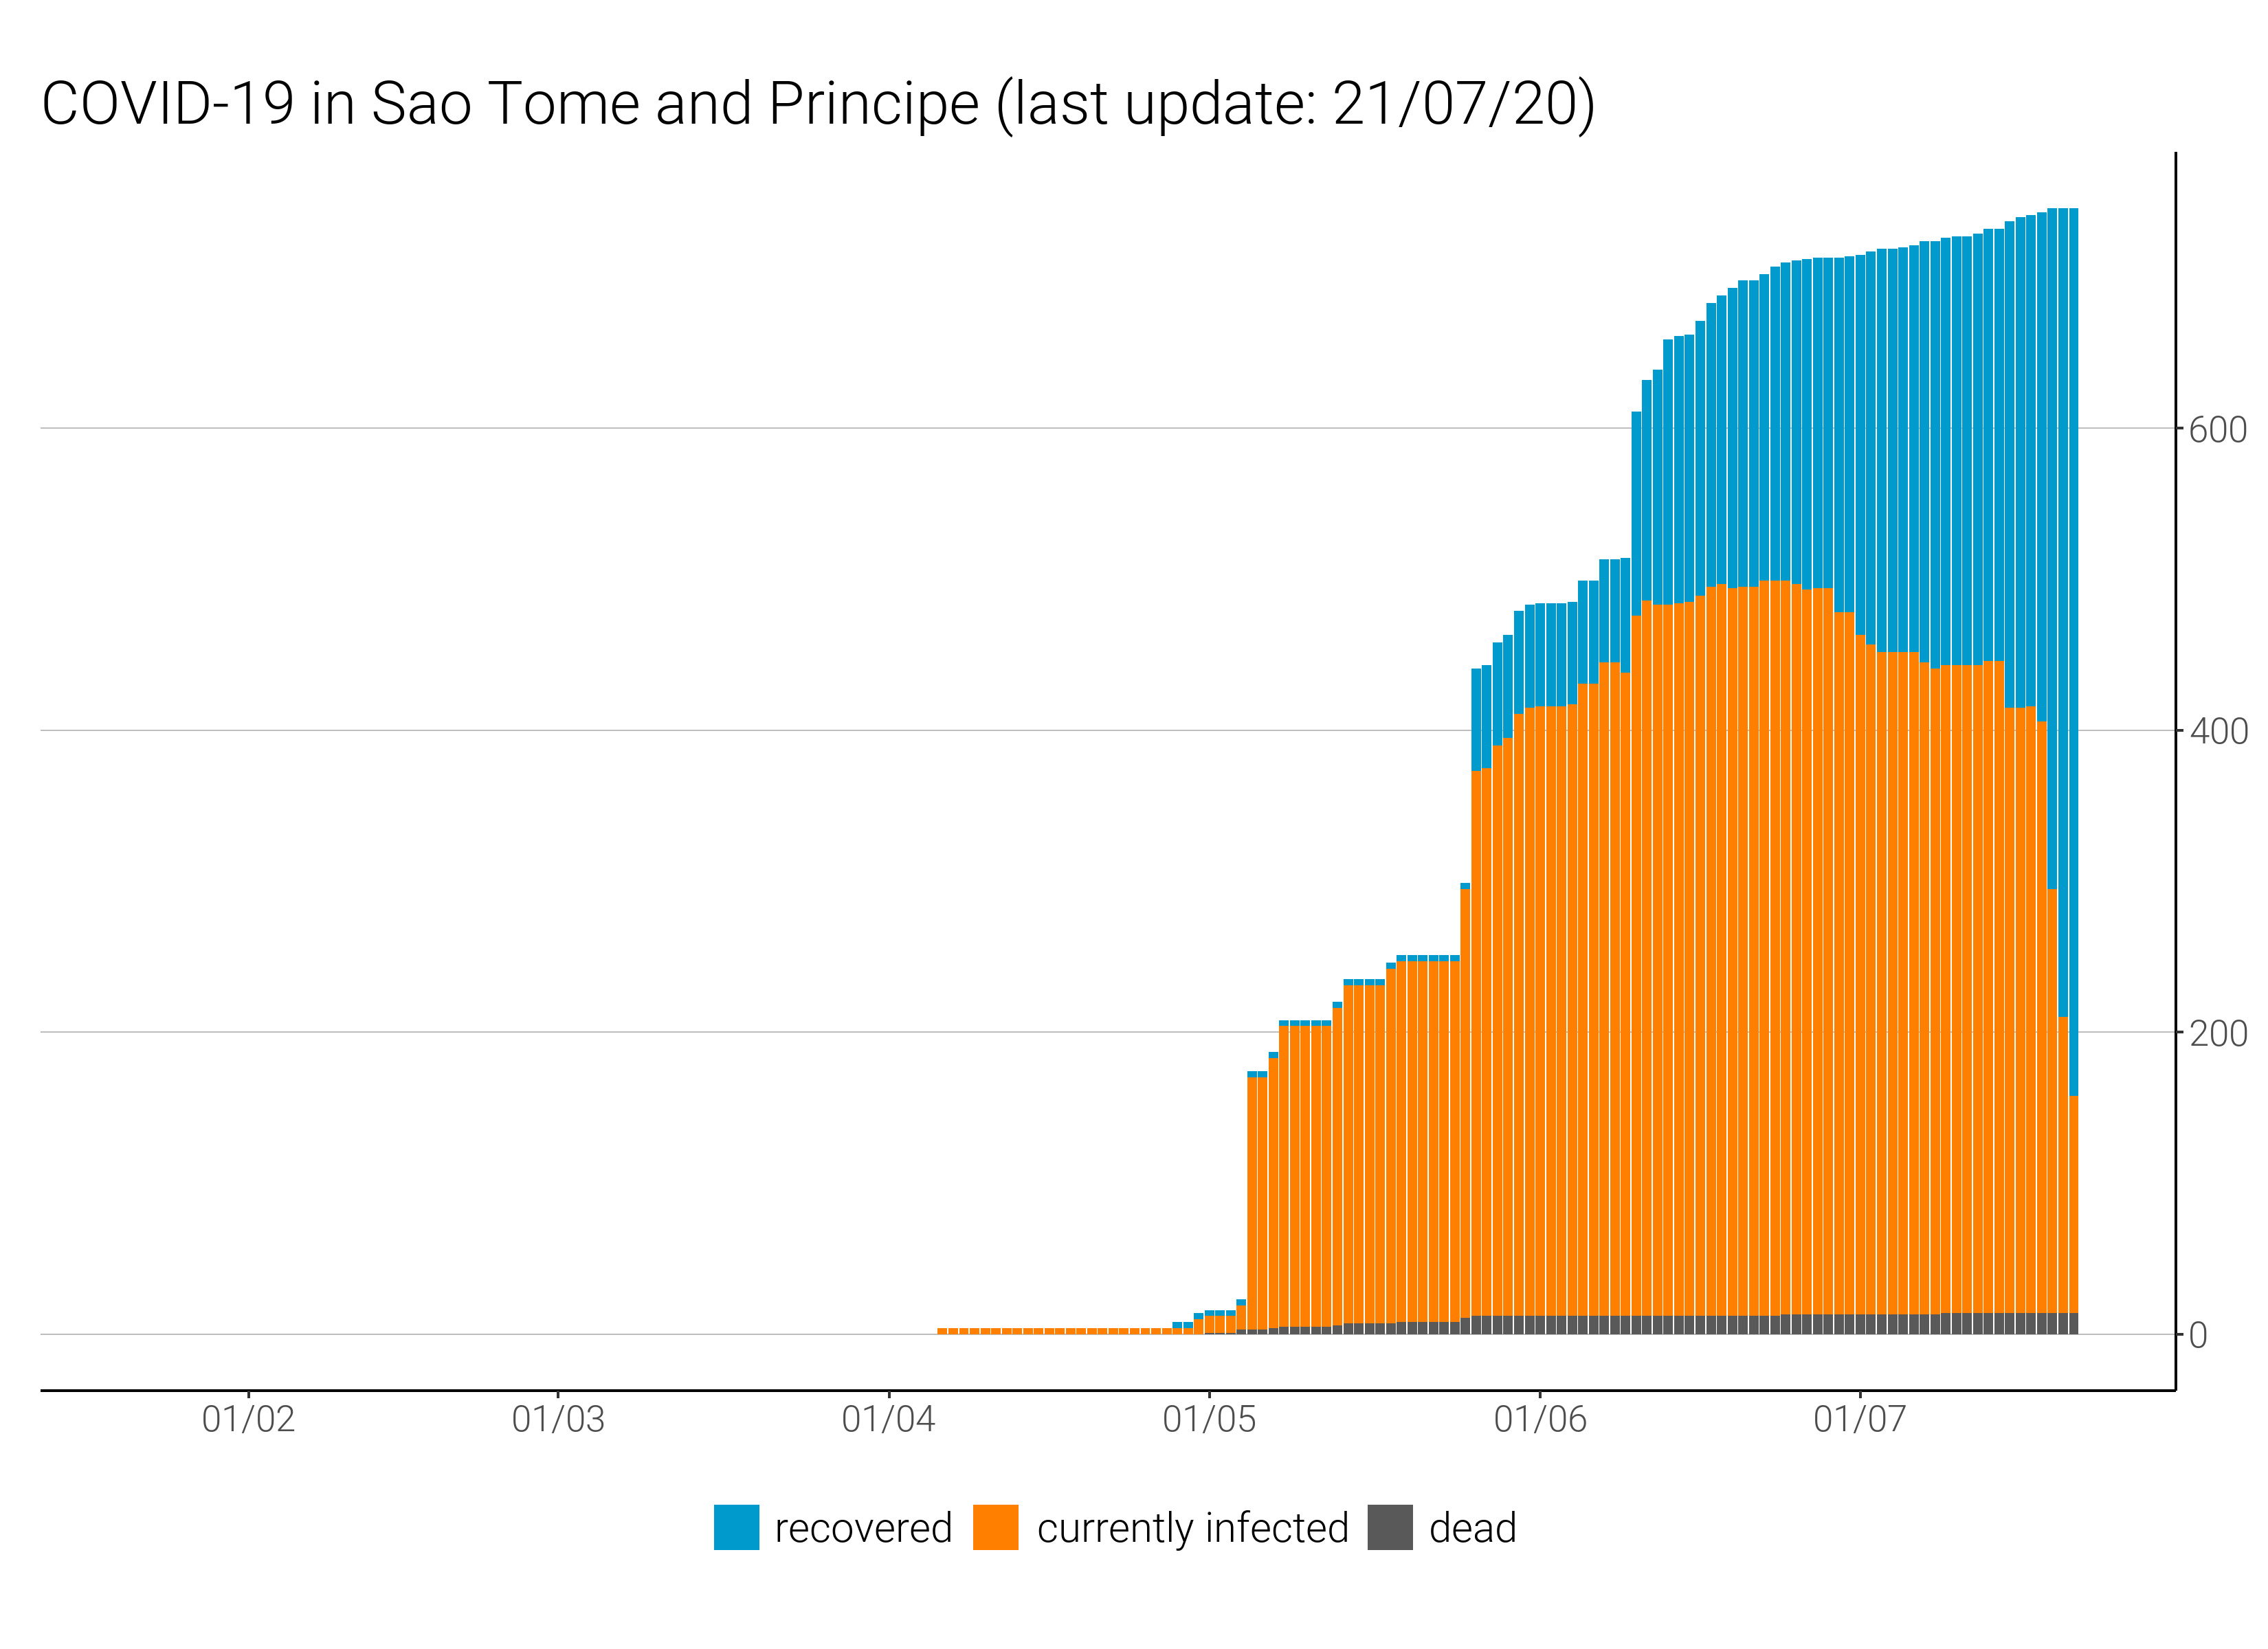 COVID-19 in Sao Tome and Principe (last update: 21/07/20)
600
400
200
0
01/02 01/03 01/04 01/05 01/06 01/07
recovered currently infected dead